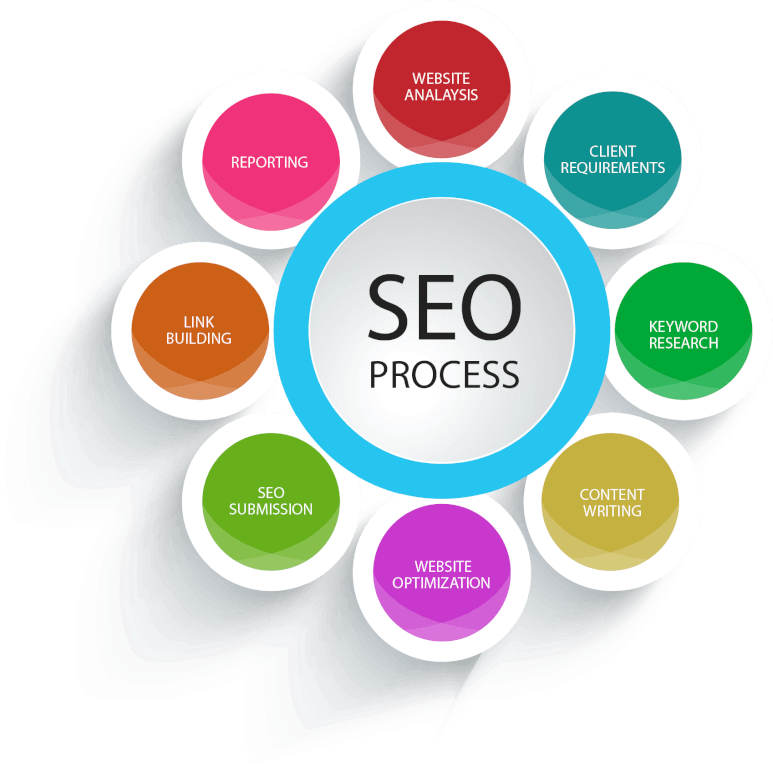 WEBSITE
ANALAYSIS
CLIENT
REQUIREMENTS
KEYWORD
RESEARCH
CONTENT
WRITING
WEBSITE
OPTIMIZATION
SEO
SUBMISSION
LINK
BUILDING
REPORTING
SEO
PROCESS